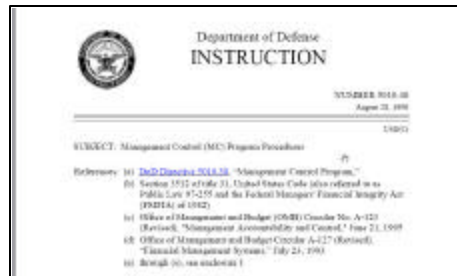 Department of Defense
INSTRUCTION
NUMBER 5010.40
August 28, 1996
USD(C)
SUBJECT: Management Control (MC) Program Procedures
References: (a) DoD Directive 5010.38, "Management Control Program,"
(b) Section 3512 of title 31, United States Code (also referred to as
Public Law 97-255 and the Federal Managers' Financial Integrity Act
(FMFIA) of 1982)
(c) Office of Management and Budget (OMB) Circular No. A-123
(Revised), "Management Accountability and Control," June 21, 1995
(d) Office of Management and Budget Circular A-127 (Revised),
"Financial Management Systems," July 23, 1993
(e) through (o), see enclosure 1